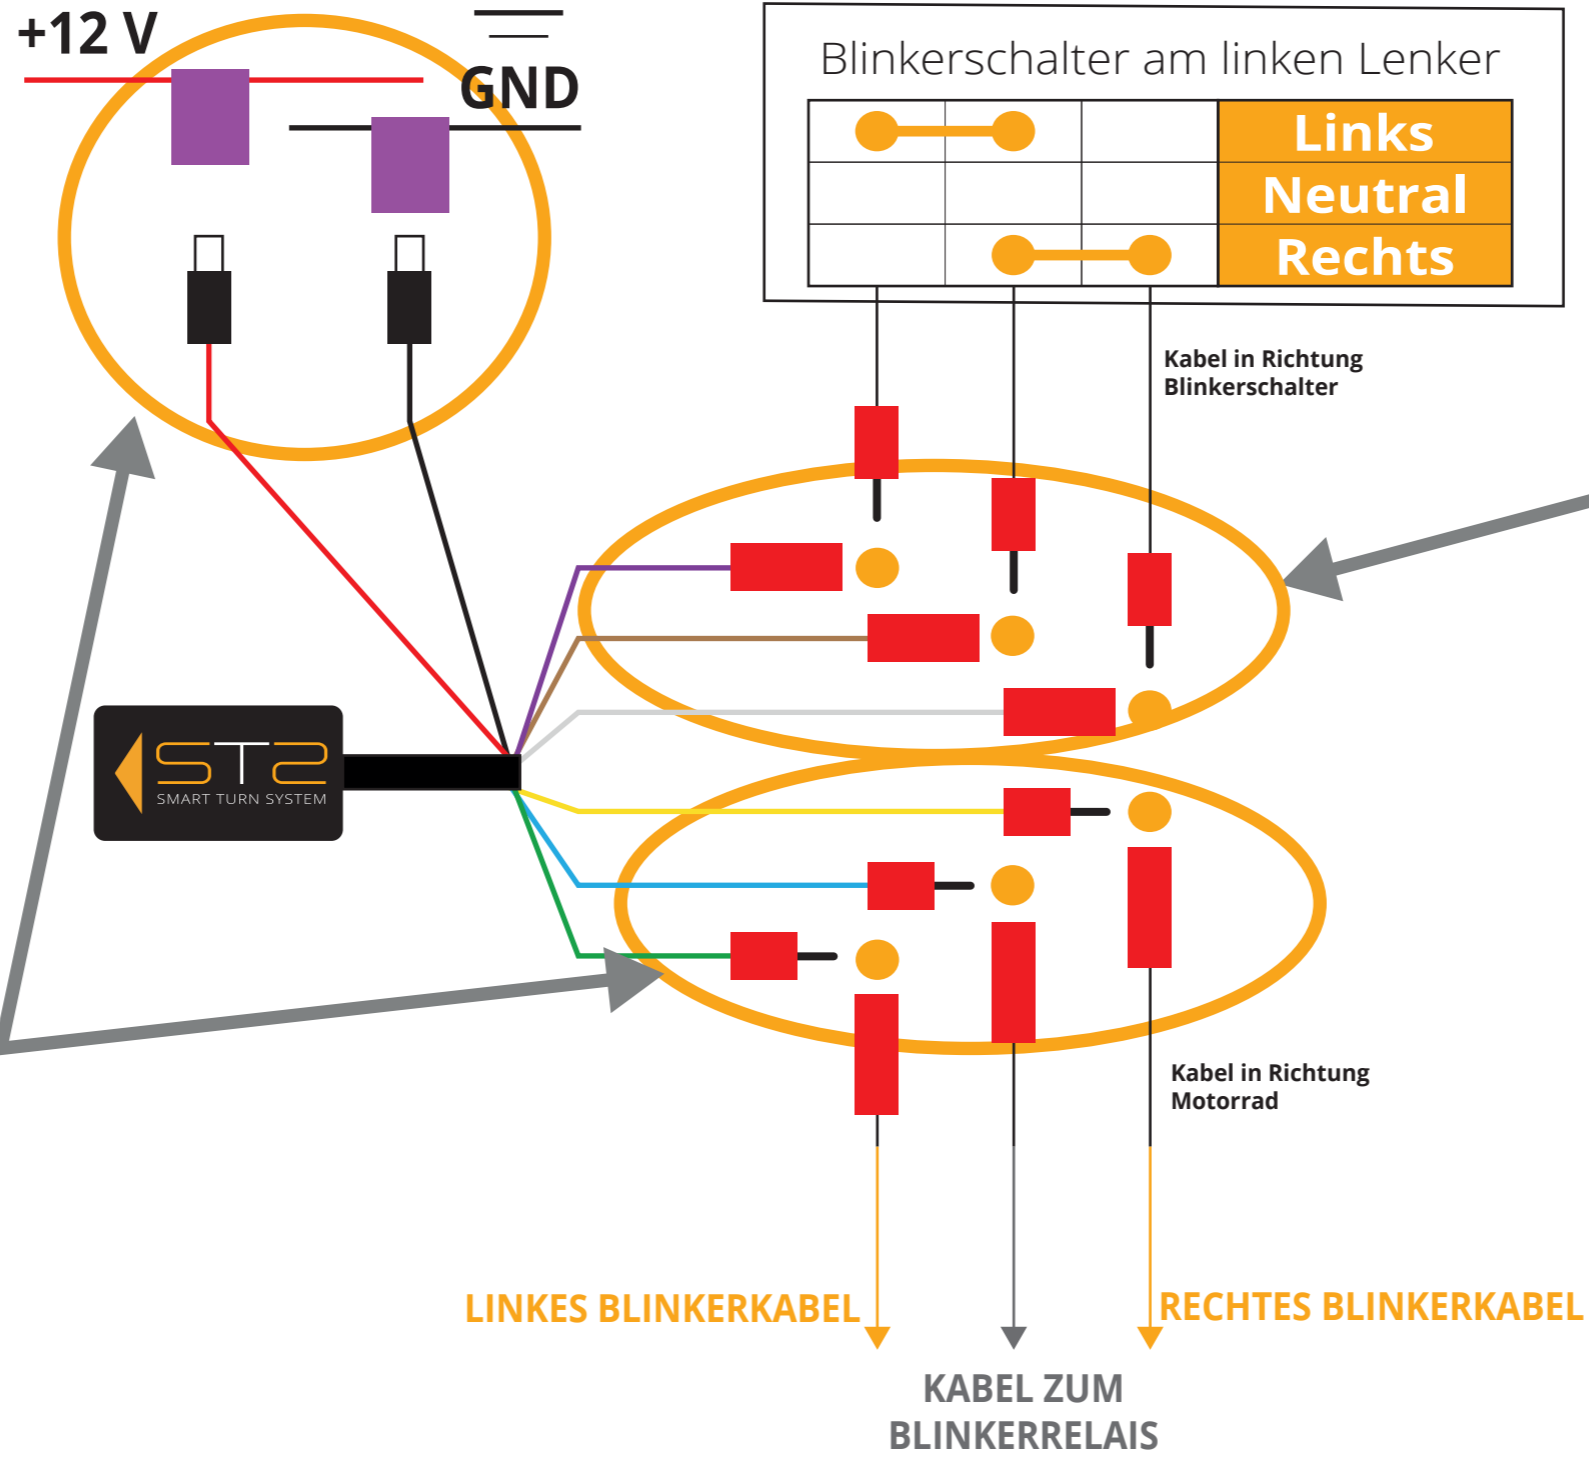 +12 V
GND
Blinkerschalter am linken Lenker
Links
Neutral
Rechts
Kabel in Richtung
Blinkerschalter
STS
SMART TURN SYSTEM
Kabel in Richtung
Motorrad
LINKES BLINKERKABEL
RECHTES BLINKERKABEL
KABEL ZUM
BLINKERRELAIS